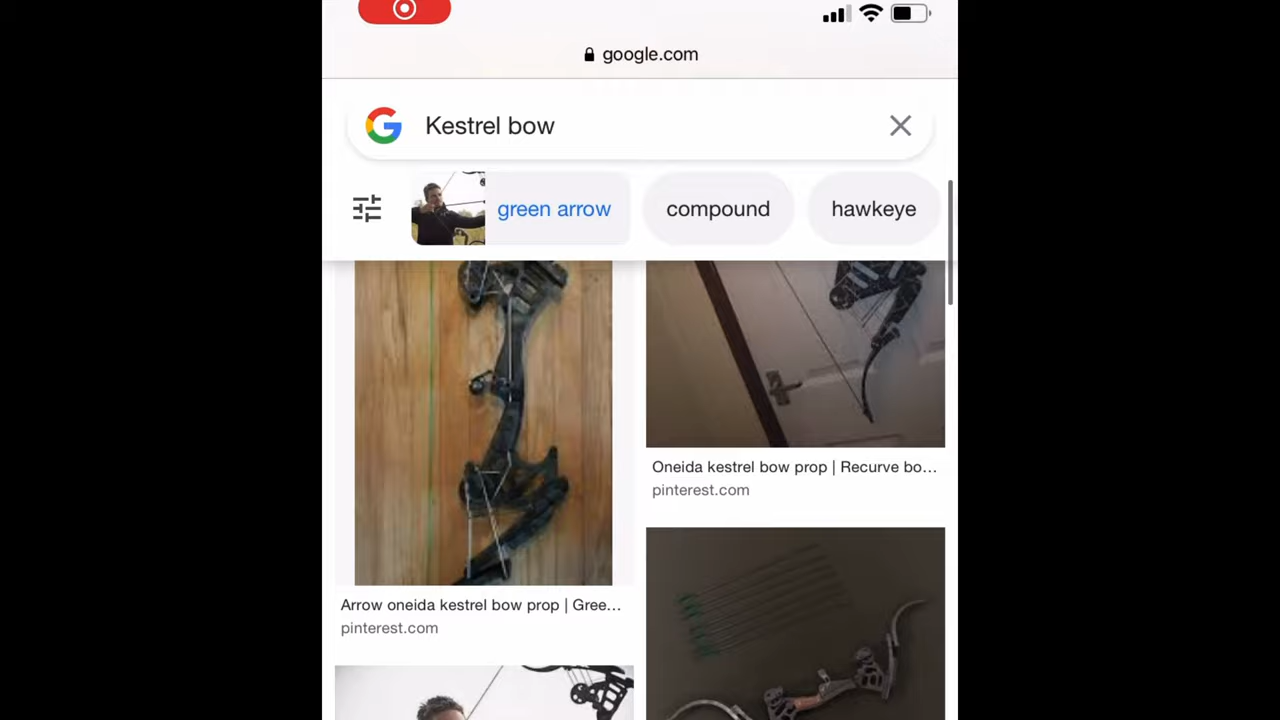 google.com
Kestrel bow
green arrow
compound
hawkeye
Oneida kestrel bow prop | Recurve bo...
pinterest.com
Arrow oneida kestrel bow prop | Gree...
pinterest.com